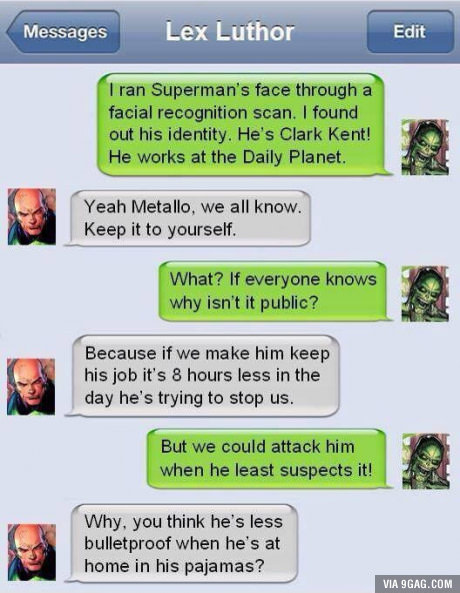 Messages
Lex Luthor
Edit
I ran Superman's face through a
facial recognition scan. I found
out his identity. He's Clark Kent!
He works at the Daily Planet.
Yeah Metallo, we all know.
Keep it to yourself.
What? If everyone knows
why isn't it public?
Because if we make him keep
his job it's 8 hours less in the
day he's trying to stop us.
But we could attack him
when he least suspects it!
Why, you think he's less
bulletproof when he's at
home in his pajamas?
VIA 9GAG.COM